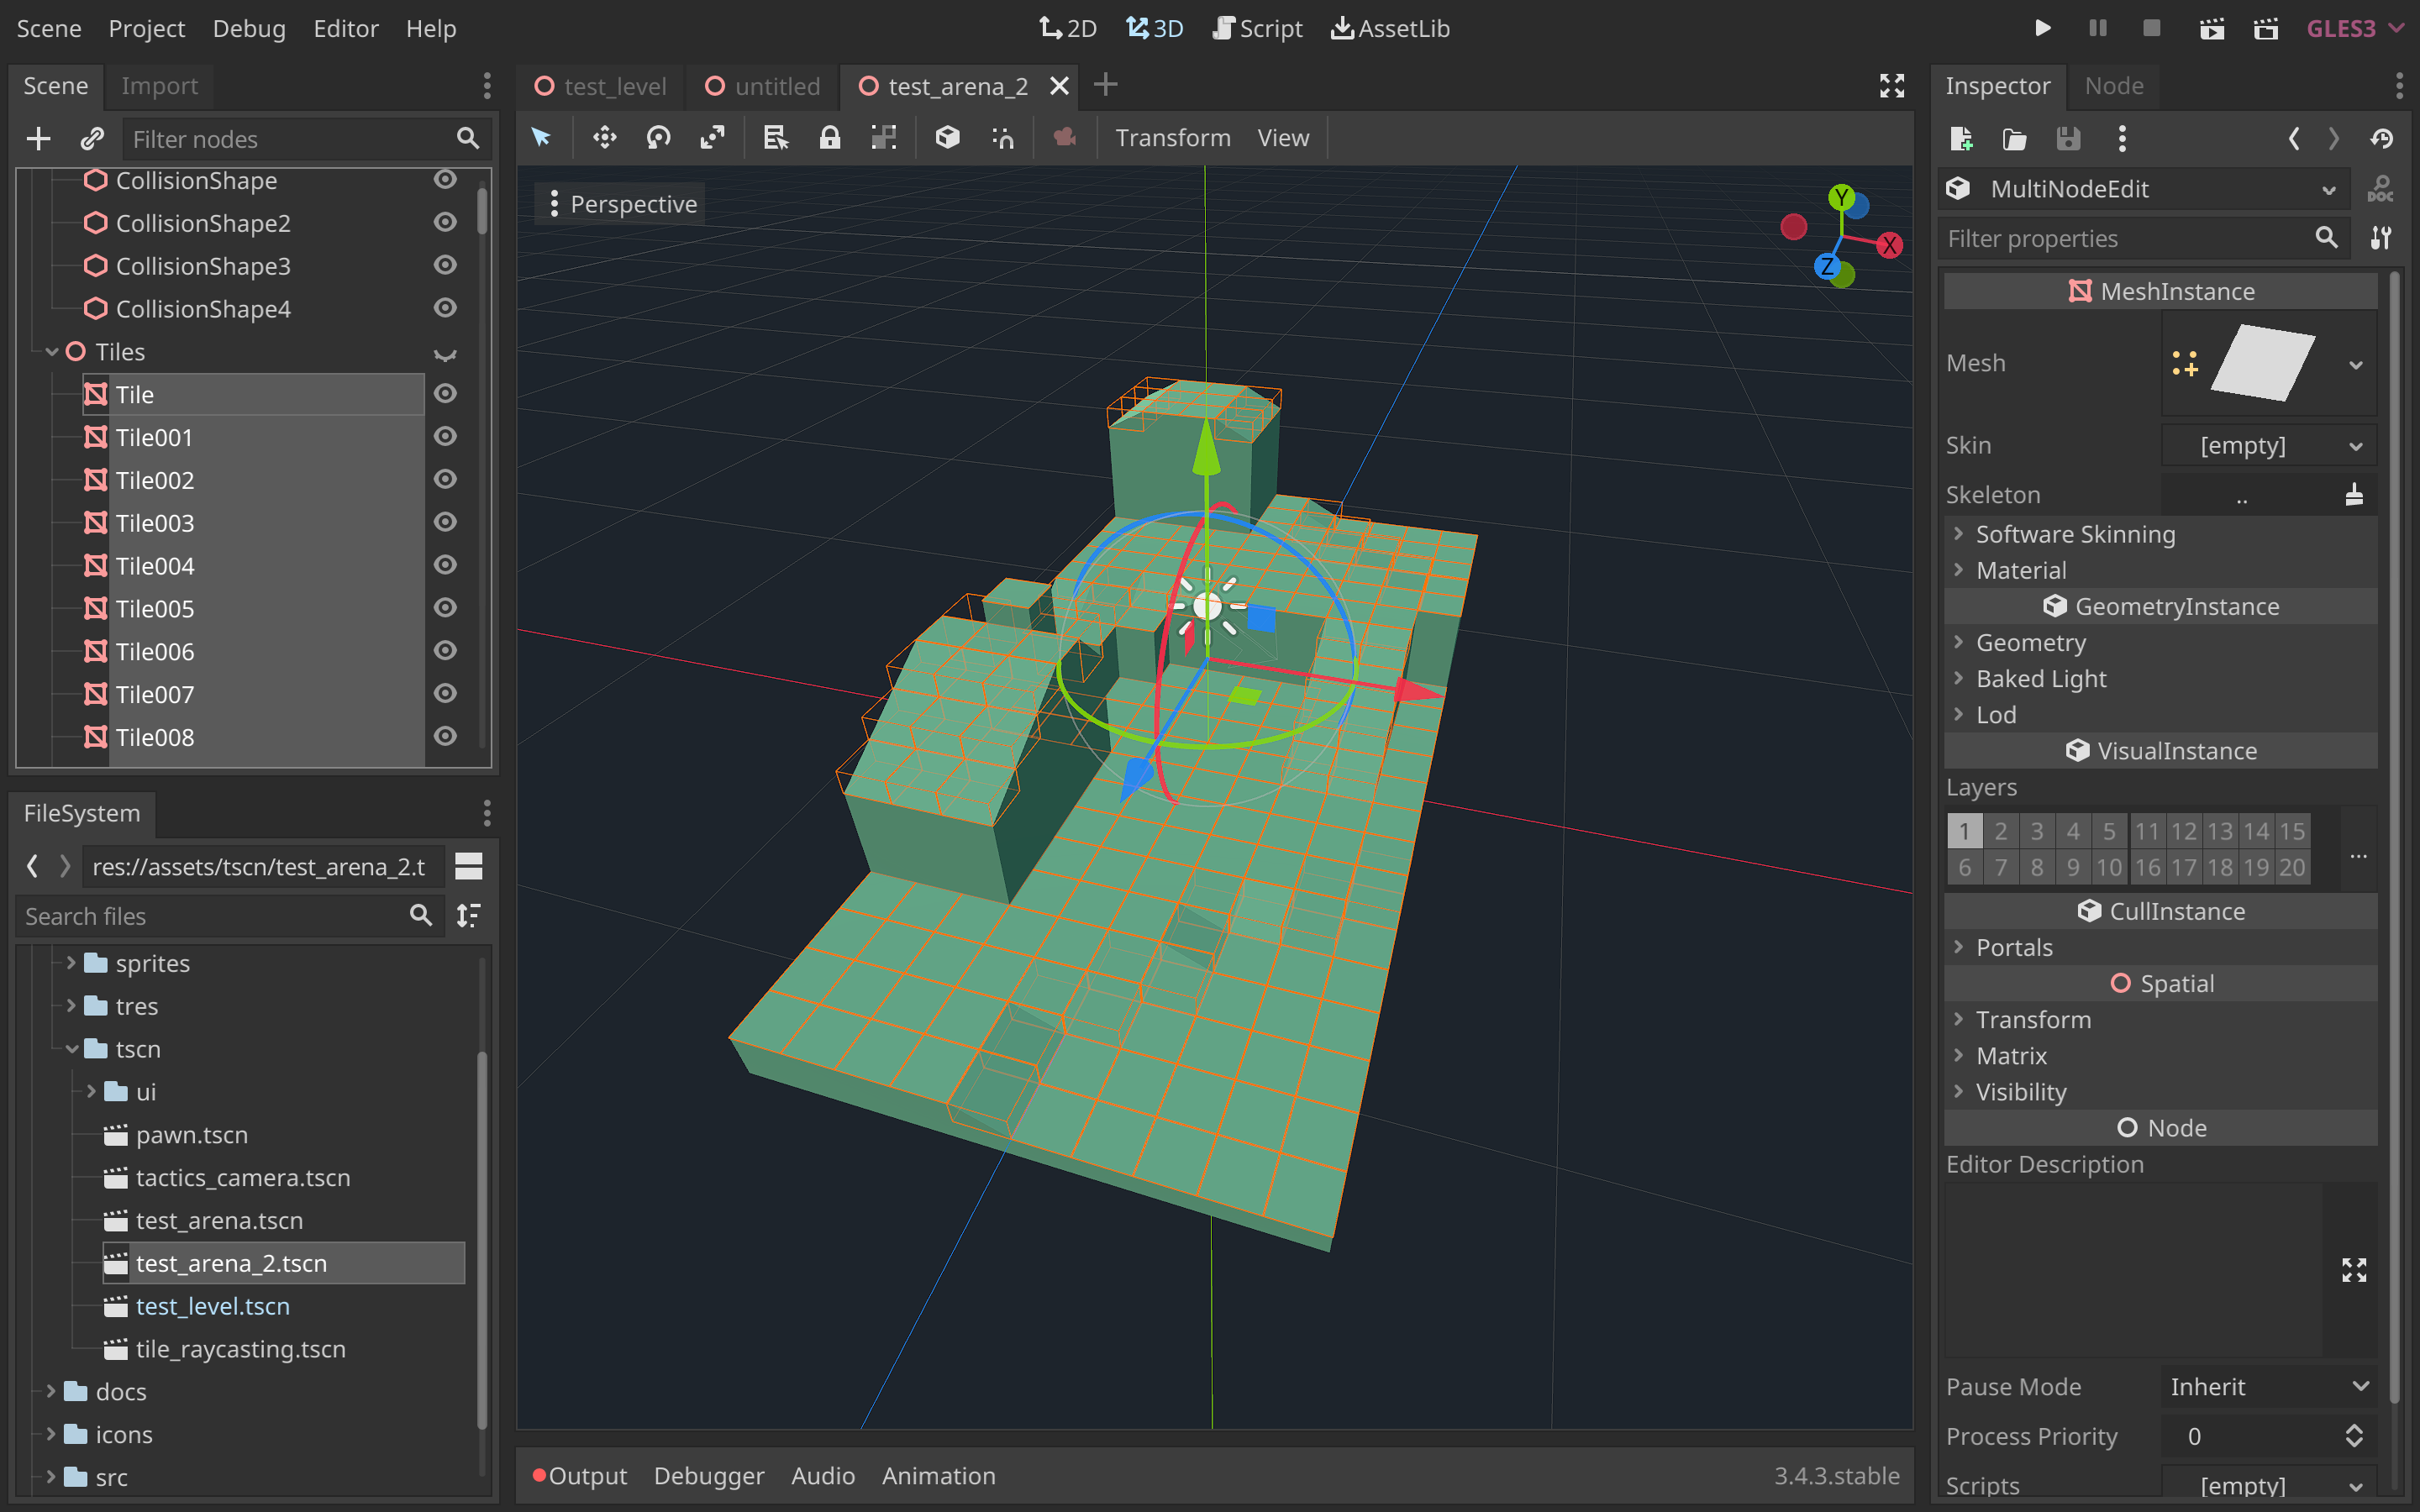 Scene Project Debug Editor Help
2D 3D Script AssetLib
GLES3
Scene Import
Filter nodes
CollisionShape
CollisionShape2
CollisionShape3
CollisionShape4
Tiles
Tile
Tile001
Tile002
Tile003
Tile004
Tile005
Tile006
Tile007
Tile008
FileSystem
res://assets/tscn/test_arena_2.t
Search files
sprites
tres
tscn
ui
pawn.tscn
tactics_camera.tscn
test_arena.tscn
test_arena_2.tscn
test_level.tscn
tile_raycasting.tscn
docs
icons
src
test_level untitled test_arena_2
Transform View
Perspective
Y
X
Z
Output Debugger Audio Animation 3.4.3.stable
Inspector Node
MultiNodeEdit
DOC
Filter properties
MeshInstance
Mesh
Skin [empty]
Skeleton ..
Software Skinning
Material
GeometryInstance
Geometry
Baked Light
Lod
VisualInstance
Layers
1 2 3 4 5 11 12 13 14 15
6 7 8 9 10 16 17 18 19 20
...
CullInstance
Portals
Spatial
Transform
Matrix
Visibility
Node
Editor Description
Pause Mode Inherit
Process Priority 0
Scripts [empty]